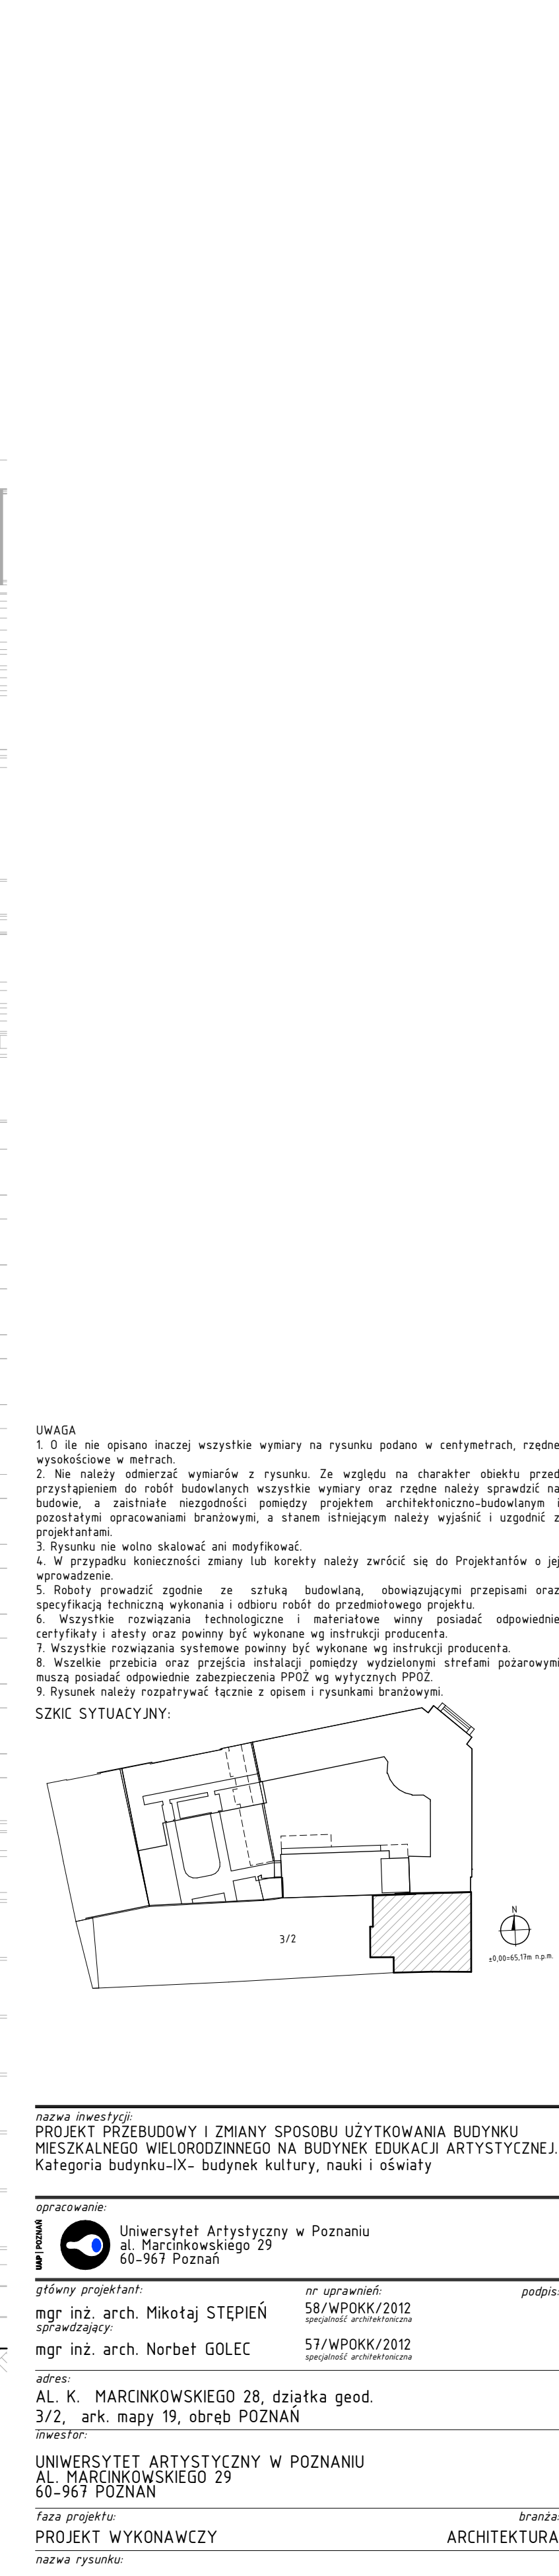 UWAGA
1. O ile nie opisano inaczej wszystkie wymiary na rysunku podano w centymetrach, rzędne
wysokościowe w metrach.
2. Nie należy odmierzać wymiarów z rysunku. Ze względu na charakter obiektu przed
przystąpieniem do robót budowlanych wszystkie wymiary oraz rzędne należy sprawdzić na
budowie, a zaistniałe niezgodności pomiędzy projektem architektoniczno-budowlanym i
pozostałymi opracowaniami branżowymi, a stanem istniejącym należy wyjaśnić i uzgodnić z
projektantami.
3. Rysunku nie wolno skalować ani modyfikować.
4. W przypadku konieczności zmiany lub korekty należy zwrócić się do Projektantów o jej
wprowadzenie.
5. Roboty prowadzić zgodnie ze sztuką budowlaną, obowiązującymi przepisami oraz
specyfikacją techniczną wykonania i odbioru robót do przedmiotowego projektu.
6. Wszystkie rozwiązania technologiczne i materiałowe winny posiadać odpowiednie
certyfikaty i atesty oraz powinny być wykonane wg instrukcji producenta.
7. Wszystkie rozwiązania systemowe powinny być wykonane wg instrukcji producenta.
8. Wszelkie przebicia oraz przejścia instalacji pomiędzy wydzielonymi strefami pożarowymi
muszą posiadać odpowiednie zabezpieczenia PPOŻ wg wytycznych PPOŻ.
9. Rysunek należy rozpatrywać łącznie z opisem i rysunkami branżowymi.
SZKIC SYTUACYJNY:
N
3/2
±0,00=65,17m n.p.m.
nazwa inwestycji:
PROJEKT PRZEBUDOWY I ZMIANY SPOSOBU UŻYTKOWANIA BUDYNKU
MIESZKALNEGO WIELORODZINNEGO NA BUDYNEK EDUKACJI ARTYSTYCZNEJ.
Kategoria budynku-IX- budynek kultury, nauki i oświaty
opracowanie:
UAP | POZNAŃ
Uniwersytet Artystyczny w Poznaniu
al. Marcinkowskiego 29
60-967 Poznań
główny projektant: nr uprawnień: podpis:
mgr inż. arch. Mikołaj STĘPIEŃ 58/WPOKK/2012
specjalność architektoniczna
sprawdzający:
mgr inż. arch. Norbet GOLEC 57/WPOKK/2012
specjalność architektoniczna
adres:
AL. K. MARCINKOWSKIEGO 28, działka geod.
3/2, ark. mapy 19, obręb POZNAŃ
inwestor:
UNIWERSYTET ARTYSTYCZNY W POZNANIU
AL. MARCINKOWSKIEGO 29
60-967 POZNAŃ
faza projektu: branża:
PROJEKT WYKONAWCZY ARCHITEKTURA
nazwa rysunku: